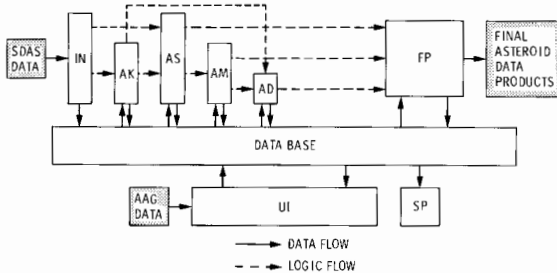 SDAS
DATA
IN
AK
AS
AM
AD
FP
FINAL
ASTEROID
DATA
PRODUCTS
DATA BASE
AAG
DATA
UI
SP
DATA FLOW
LOGIC FLOW